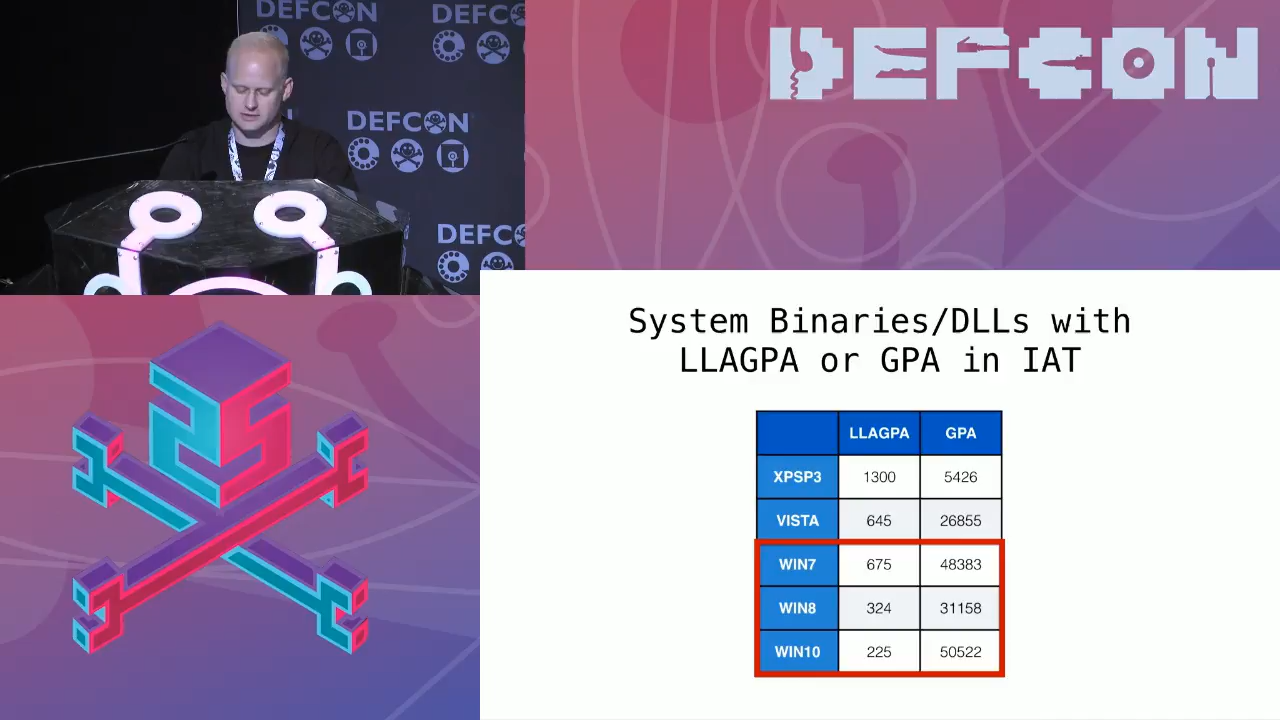 DEFCON
DEFCON
DEFCON
DEFCON
DEFCON
System Binaries/DLLs with
LLAGPA or GPA in IAT
LLAGPA GPA
XPSP3 1300 5426
VISTA 645 26855
WIN7 675 48383
WIN8 324 31158
WIN10 225 50522